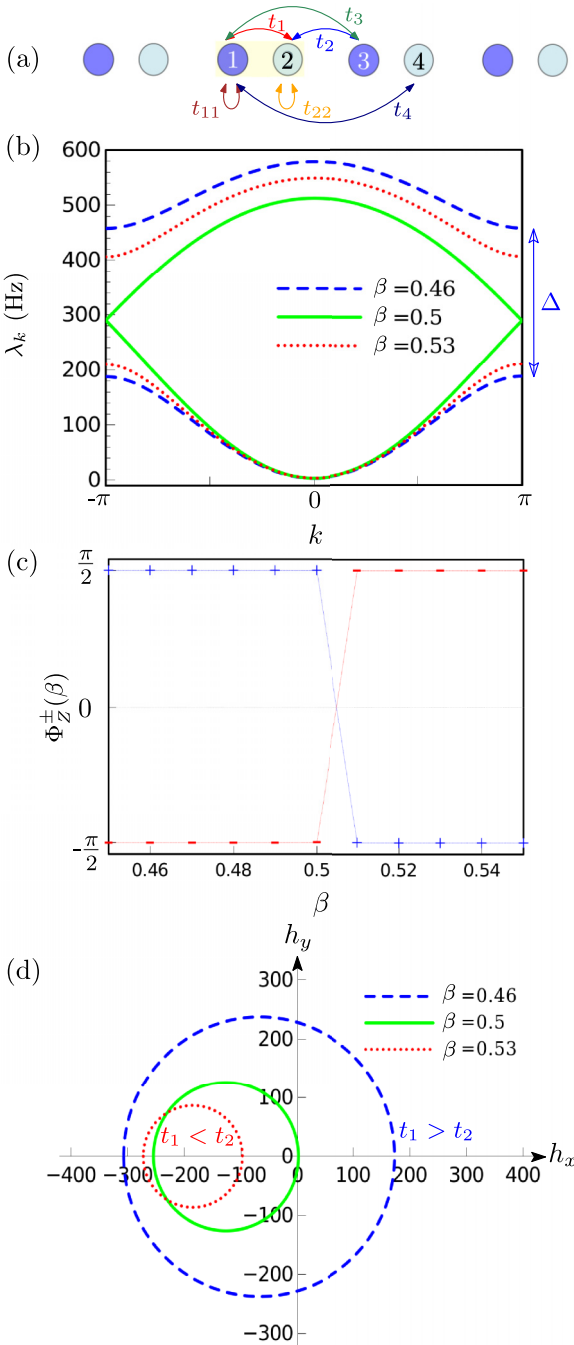 (a)
t₁ t₂ t₃
1 2 3 4
t₁₁ t₂₂ t₄
(b)
600
500
400
300
200
100
0
λₖ (Hz)
β =0.46
β =0.5
β =0.53
Δ
-π 0 π
k
(c)
π/2
0
-π/2
Φ_Z^±(β)
0.46 0.48 0.5 0.52 0.54
β
(d)
h_y
300
200
100
0
−100
−200
−300
β =0.46
β =0.5
β =0.53
t₁ < t₂
t₁ > t₂
−400 −300 −200 −100 0 100 200 300 400
hₓ